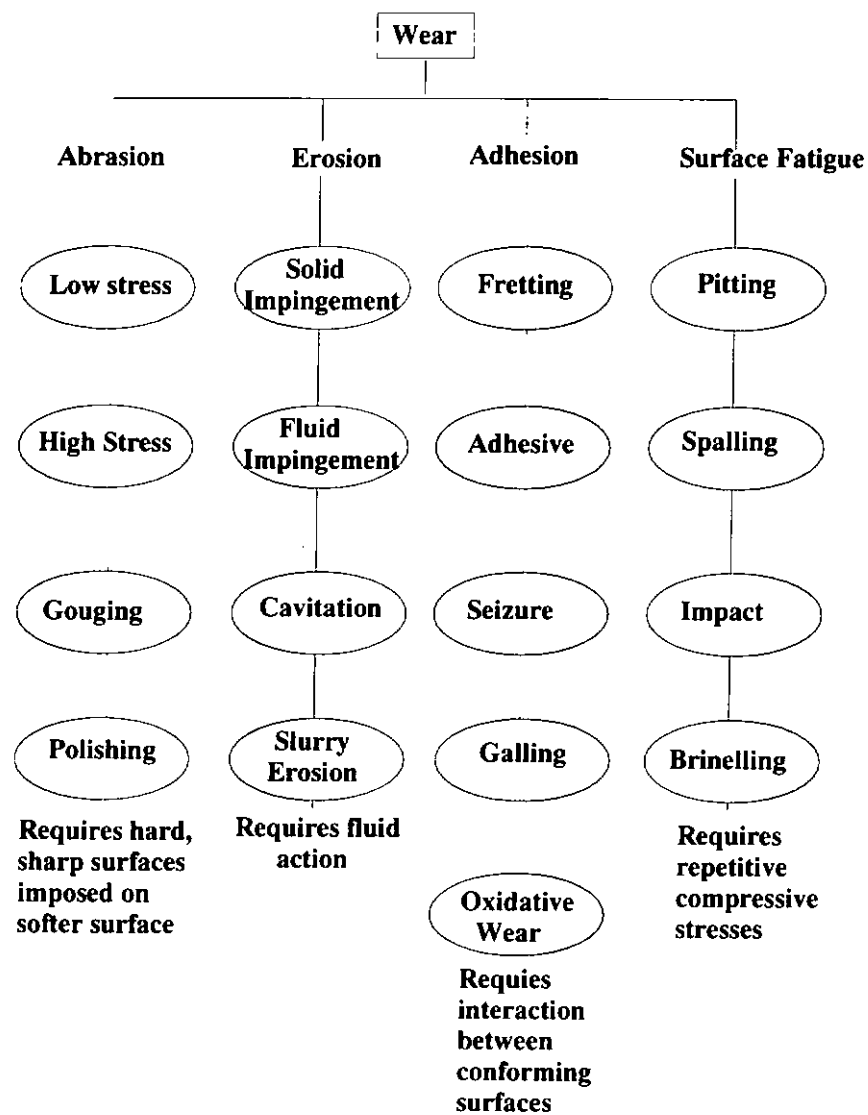 Wear
Abrasion
Erosion
Adhesion
Surface Fatigue
Low stress
Solid
Impingement
Fretting
Pitting
High Stress
Fluid
Impingement
Adhesive
Spalling
Gouging
Cavitation
Seizure
Impact
Polishing
Slurry
Erosion
Galling
Brinelling
Requires hard,
sharp surfaces
imposed on
softer surface
Requires fluid
action
Oxidative
Wear
Requies
interaction
between
conforming
surfaces
Requires
repetitive
compressive
stresses